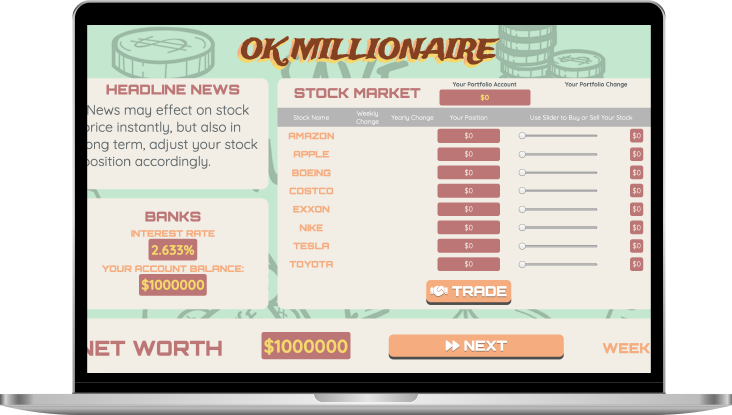 OK MILLIONAIRE
HEADLINE NEWS
News may effect on stock
price instantly, but also in
ong term, adjust your stock
position accordingly.
BANKS
INTEREST RATE
2.633%
YOUR ACCOUNT BALANCE:
$1000000
STOCK MARKET
Your Portfolio Account
$0
Your Portfolio Change
Stock Name Weekly Change Yearly Change Your Position Use Slider to Buy or Sell Your Stock
AMAZON $0 $0
APPLE $0 $0
BOEING $0 $0
COSTCO $0 $0
EXXON $0 $0
NIKE $0 $0
TESLA $0 $0
TOYOTA $0 $0
TRADE
NET WORTH $1000000 NEXT WEEK